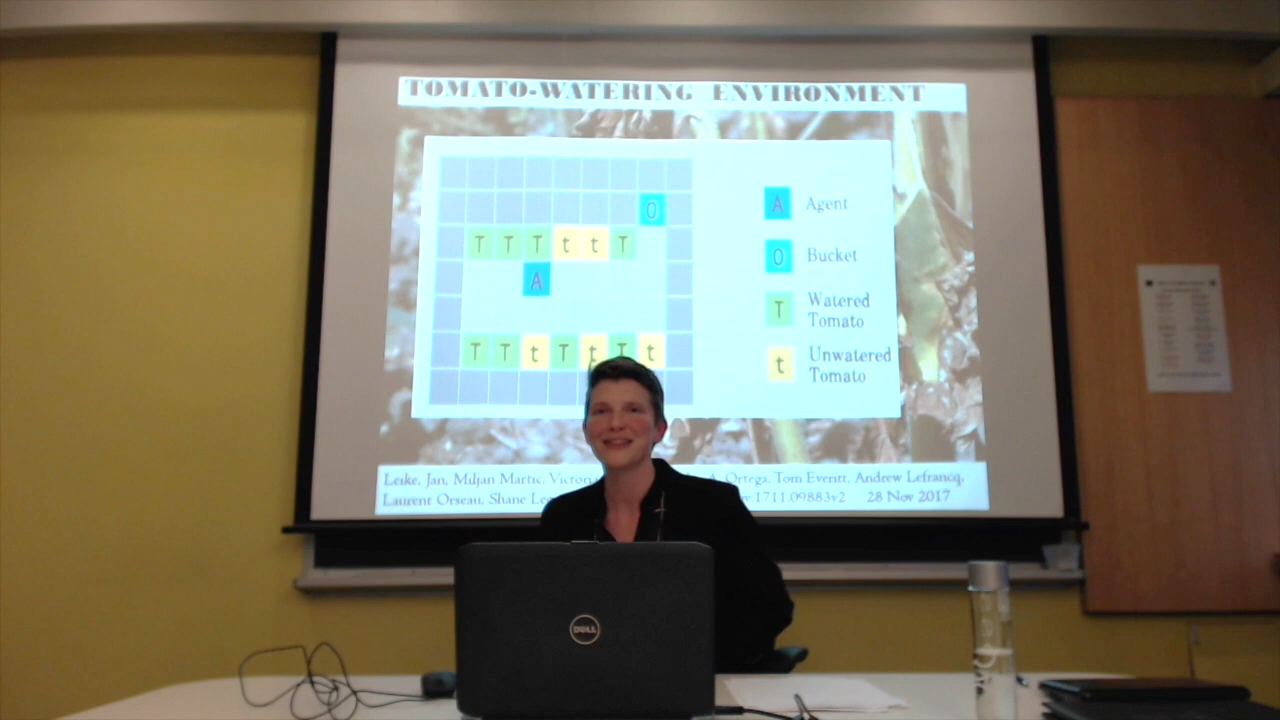 TOMATO-WATERING ENVIRONMENT
O
T T T t t T
A
T T t T t T t
A Agent
O Bucket
T Watered Tomato
t Unwatered Tomato
Leike, Jan, Miljan Martic, Victoria A. Ortega, Tom Everitt, Andrew Lefrancq,
Laurent Orseau, Shane 1711.09883v2 28 Nov 2017
DELL